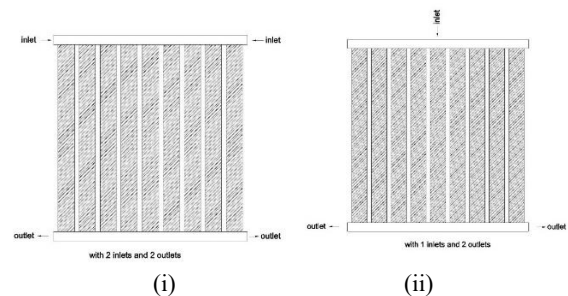 inlet
inlet
outlet
outlet
with 2 inlets and 2 outlets
(i)
inlet
outlet
outlet
with 1 inlets and 2 outlets
(ii)